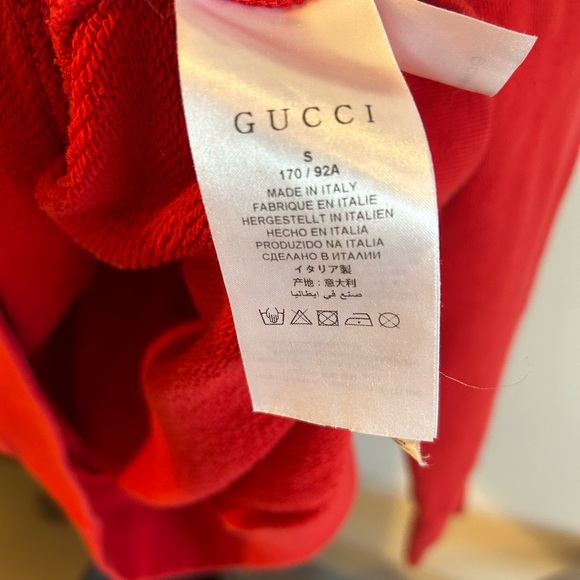 GUCCI
S
170 / 92A
MADE IN ITALY
FABRIQUE EN ITALIE
HERGESTELLT IN ITALIEN
HECHO EN ITALIA
PRODUZIDO NA ITALIA
СДЕЛАНО В ИТАЛИИ
イタリア製
产地：意大利
صنع في ايطاليا